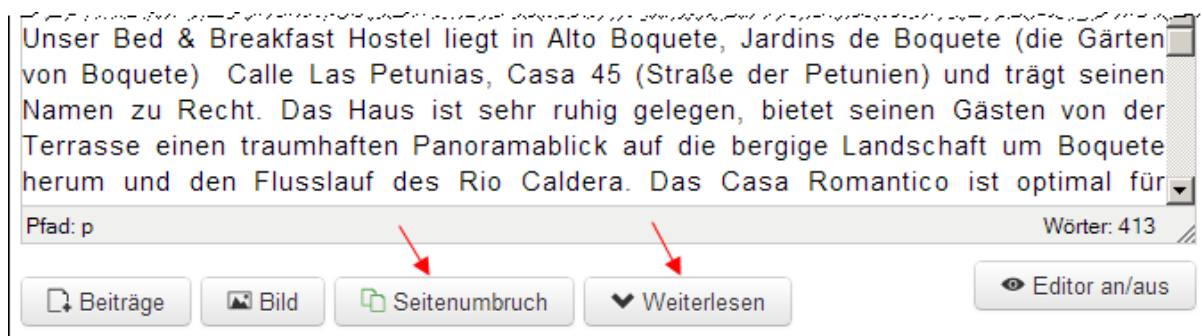 Unser Bed & Breakfast Hostel liegt in Alto Boquete, Jardins de Boquete (die Gärten
von Boquete)  Calle Las Petunias, Casa 45 (Straße der Petunien) und trägt seinen
Namen zu Recht. Das Haus ist sehr ruhig gelegen, bietet seinen Gästen von der
Terrasse einen traumhaften Panoramablick auf die bergige Landschaft um Boquete
herum und den Flusslauf des Rio Caldera. Das Casa Romantico ist optimal für
Pfad: p Wörter: 413
Beiträge Bild Seitenumbruch Weiterlesen Editor an/aus